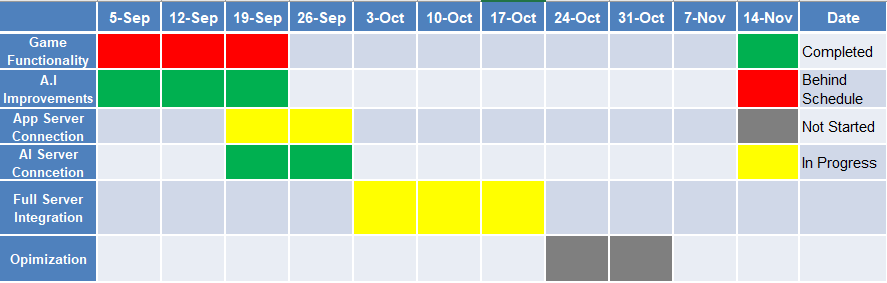 5-Sep 12-Sep 19-Sep 26-Sep 3-Oct 10-Oct 17-Oct 24-Oct 31-Oct 7-Nov 14-Nov Date
Game
Functionality
Completed
A.I
Improvements
Behind
Schedule
App Server
Connection
Not Started
AI Server
Conncetion
In Progress
Full Server
Integration
Opimization